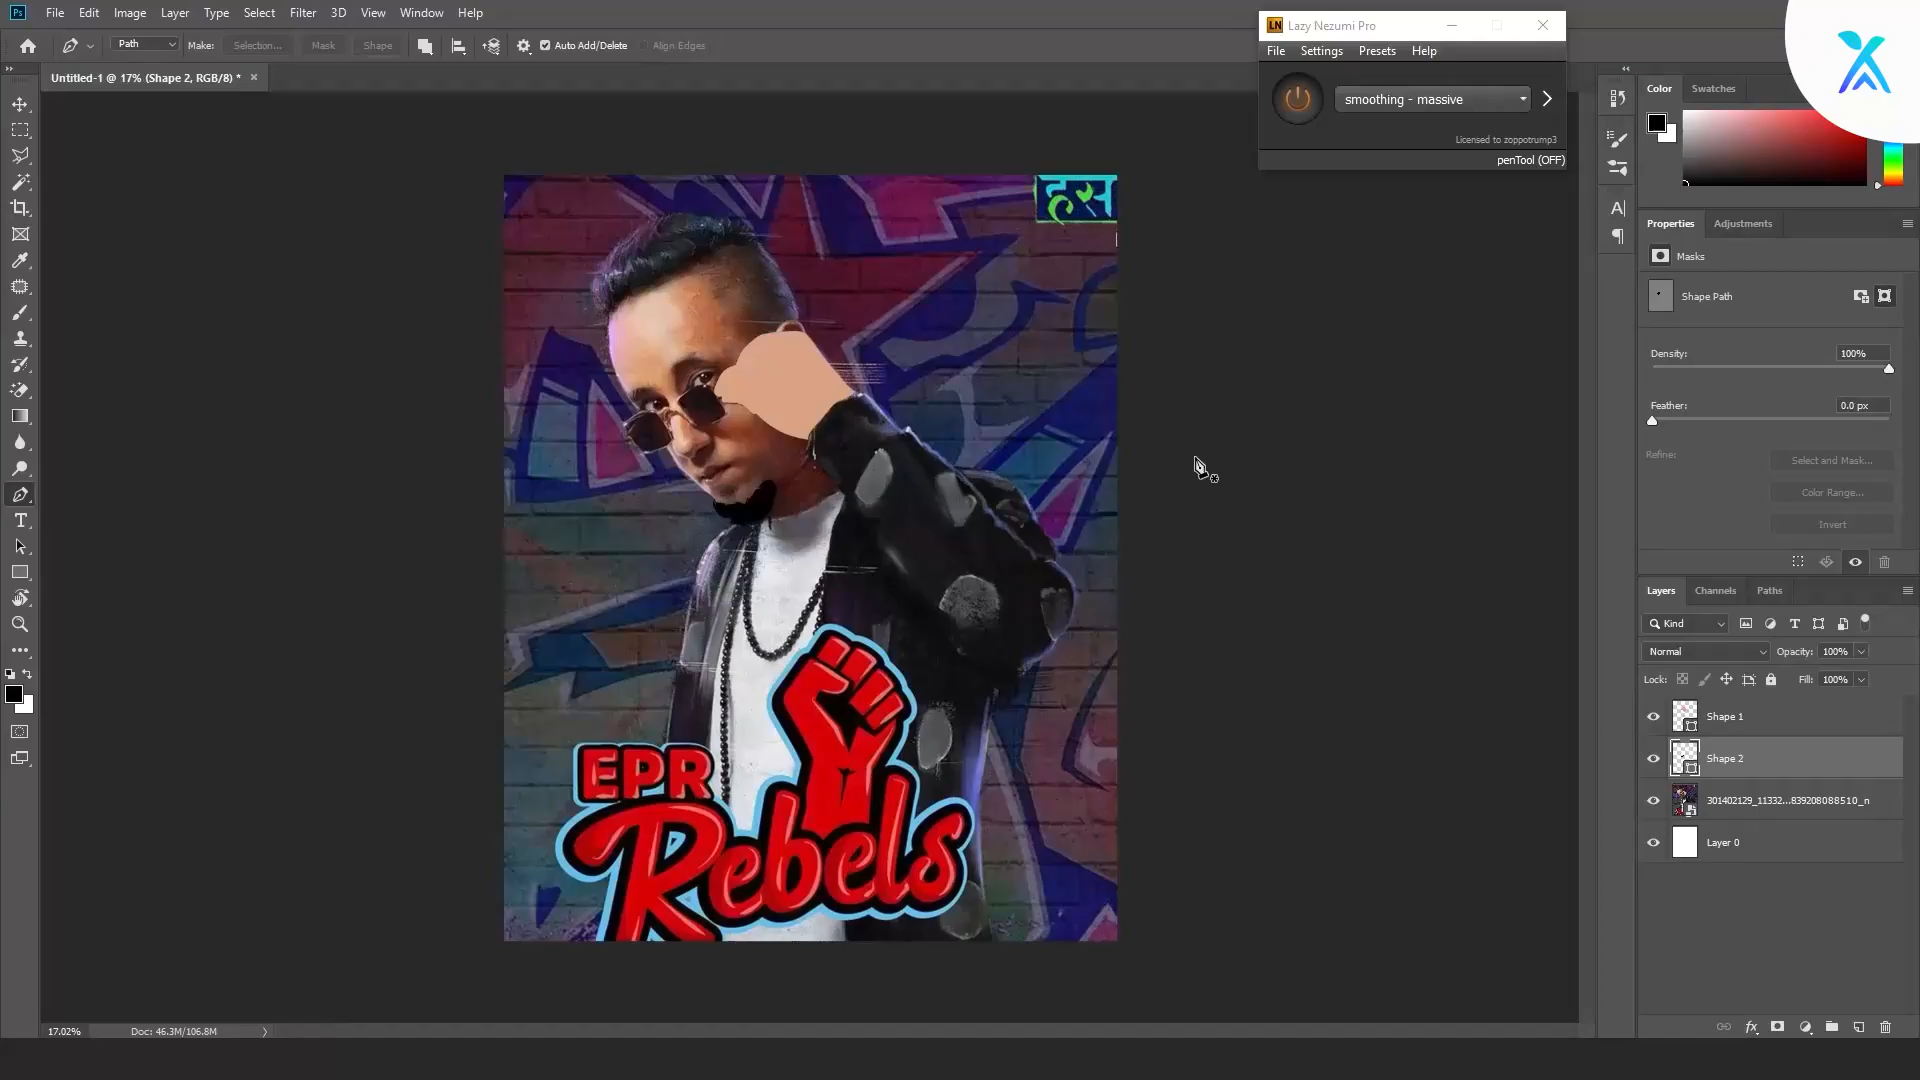 File Edit Image Layer Type Select Filter 3D View Window Help
Path Make: Selection... Mask Shape Auto Add/Delete Align Edges
Untitled-1 @ 17% (Shape 2, RGB/8) *
LN Lazy Nezumi Pro
File Settings Presets Help
smoothing - massive
Licensed to zoppotrump3
penTool (OFF)
Color Swatches
Properties Adjustments
Masks
Shape Path
Density: 100%
Feather: 0.0 px
Refine: Select and Mask...
Color Range...
Invert
Layers Channels Paths
Kind
Normal Opacity: 100%
Lock: Fill: 100%
Shape 1
Shape 2
301402129_11332...839208088510_n
Layer 0
हस
EPR
Rebels
17.02% Doc: 46.3M/106.8M
Ps